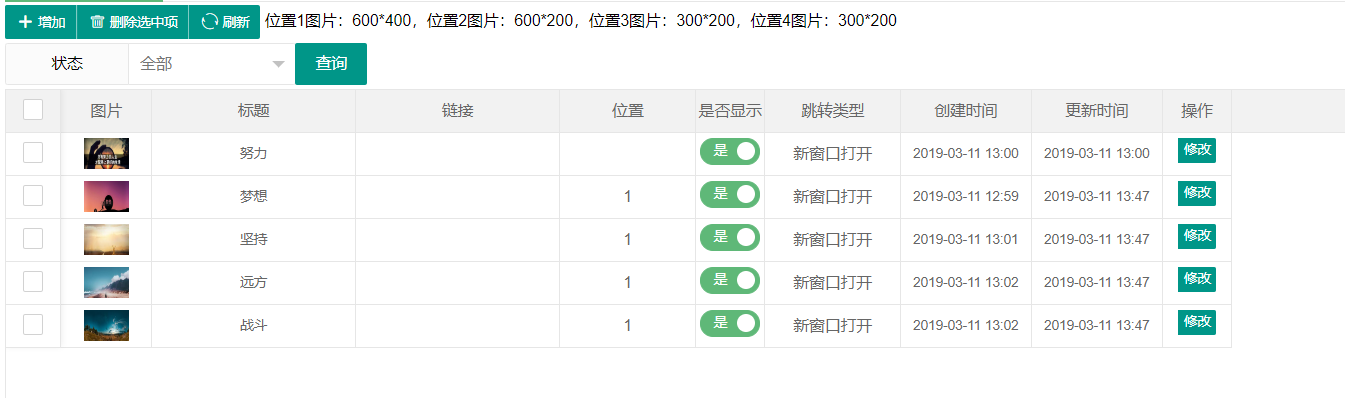 增加 删除选中项 刷新 位置1图片：600*400，位置2图片：600*200，位置3图片：300*200，位置4图片：300*200
状态 全部 查询
图片 标题 链接 位置 是否显示 跳转类型 创建时间 更新时间 操作
努力 是 新窗口打开 2019-03-11 13:00 2019-03-11 13:00 修改
梦想 1 是 新窗口打开 2019-03-11 12:59 2019-03-11 13:47 修改
坚持 1 是 新窗口打开 2019-03-11 13:01 2019-03-11 13:47 修改
远方 1 是 新窗口打开 2019-03-11 13:02 2019-03-11 13:47 修改
战斗 1 是 新窗口打开 2019-03-11 13:02 2019-03-11 13:47 修改